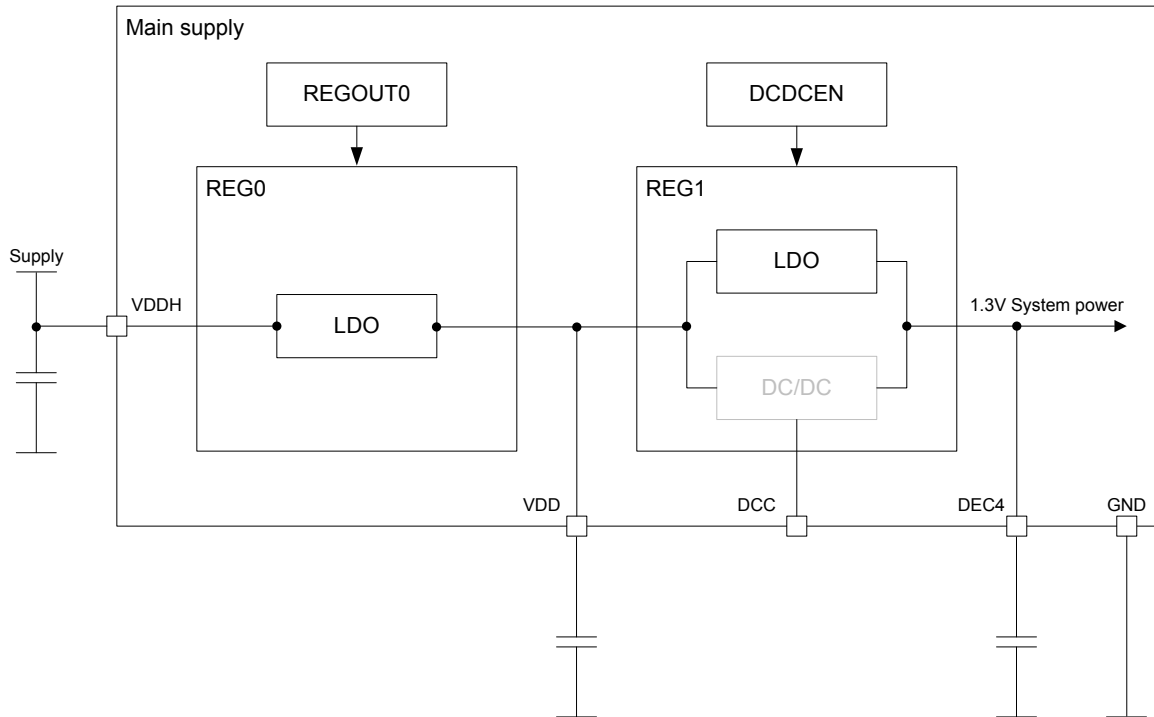 Main supply
REGOUT0
DCDCEN
REG0
REG1
Supply
LDO
VDDH
1.3V System power
LDO
DC/DC
VDD
DCC
DEC4
GND